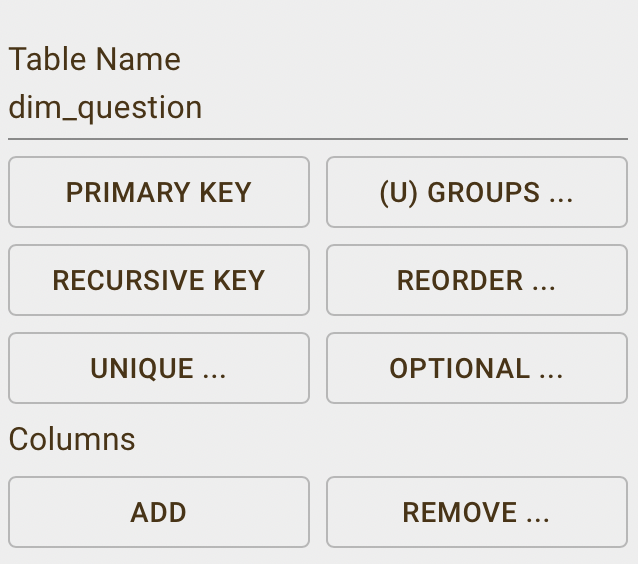 Table Name
dim_question
PRIMARY KEY
(U) GROUPS ...
RECURSIVE KEY
REORDER ...
UNIQUE ...
OPTIONAL ...
Columns
ADD
REMOVE ...